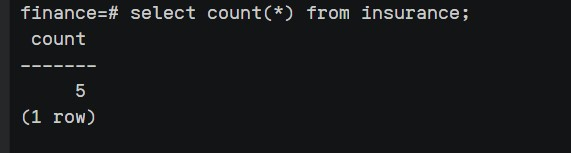 finance=# select count(*) from insurance;
count
-------
5
(1 row)